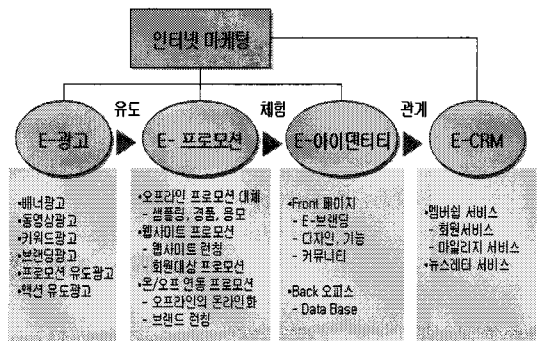 인터넷 마케팅
유도
체험
관계
E-광고
E- 프로모션
E-아이덴티티
E-CRM
•배너광고
•동영상광고
•키워드광고
•브랜딩광고
•프로모션 유도광고
•액션 유도광고
•오프라인 프로모션 대체
- 샘플링, 경품, 응모
•웹사이트 프로모션
- 웹사이트 런칭
- 회원대상 프로모션
•온/오프 연동 프로모션
- 오프라인의 온라인화
- 브랜드 런칭
•Front 페이지
- E-브랜딩
- 디자인, 기능
- 커뮤니티
•Back 오피스
- Data Base
•멤버쉽 서비스
- 회원서비스
- 마일리지 서비스
•뉴스레터 서비스